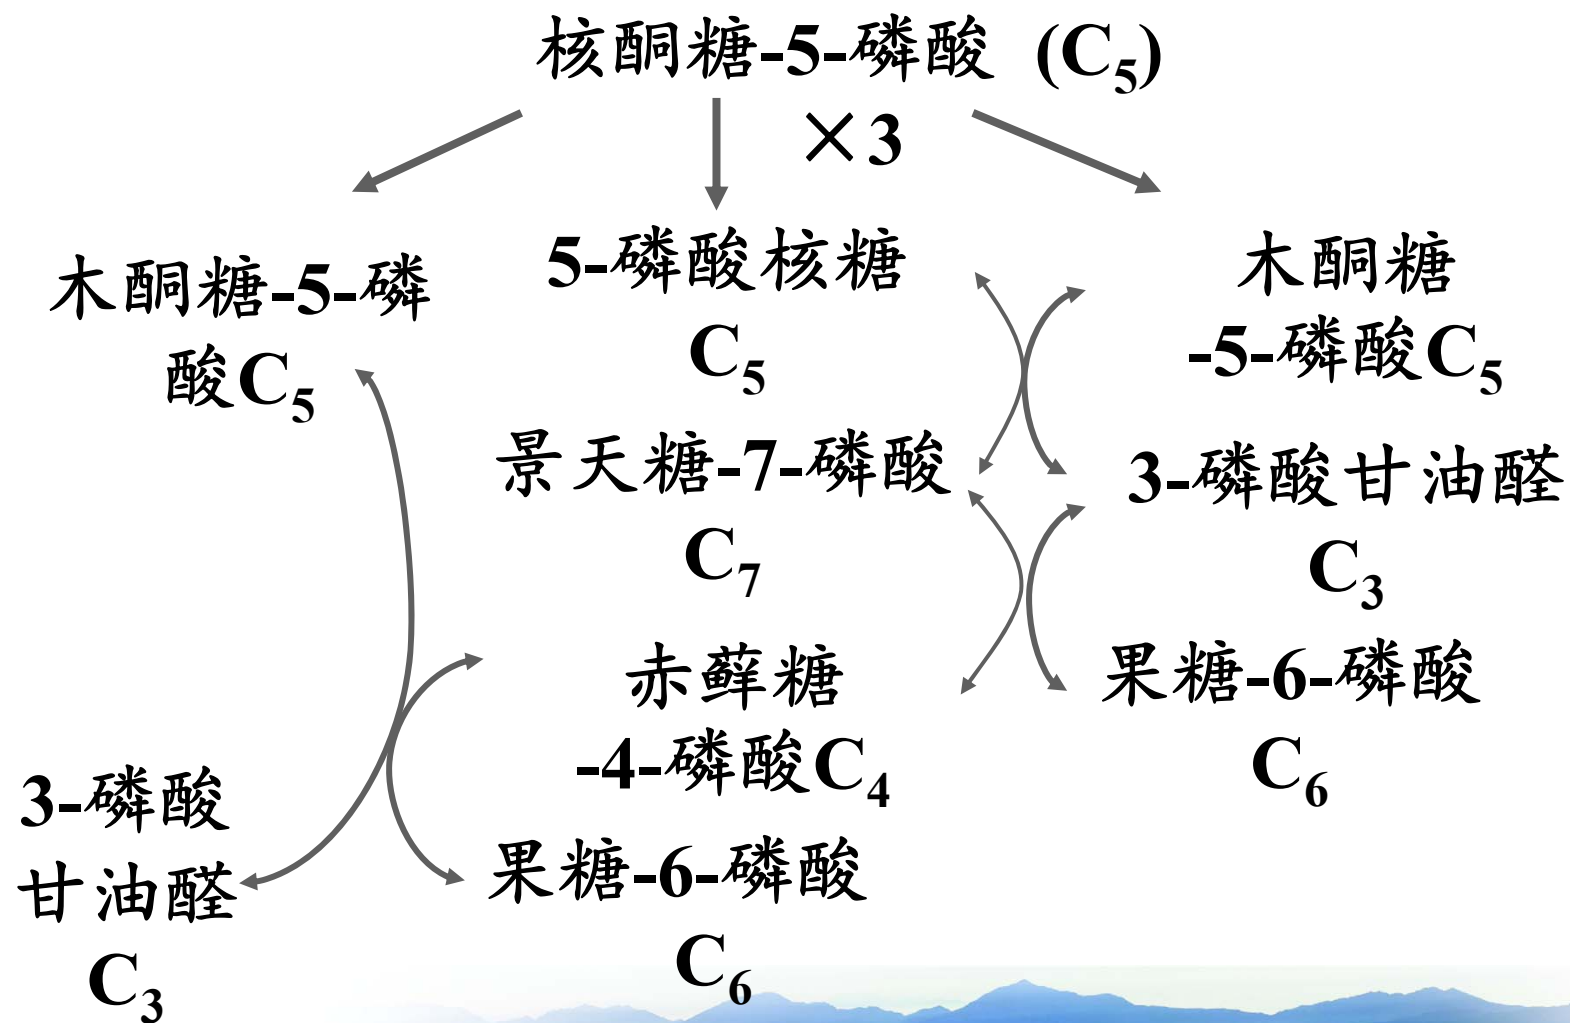 核酮糖-5-磷酸 (C₅)
×3
木酮糖-5-磷
酸C₅
5-磷酸核糖
C₅
木酮糖
-5-磷酸C₅
景天糖-7-磷酸
C₇
3-磷酸甘油醛
C₃
赤藓糖
-4-磷酸C₄
果糖-6-磷酸
C₆
3-磷酸
甘油醛
C₃
果糖-6-磷酸
C₆